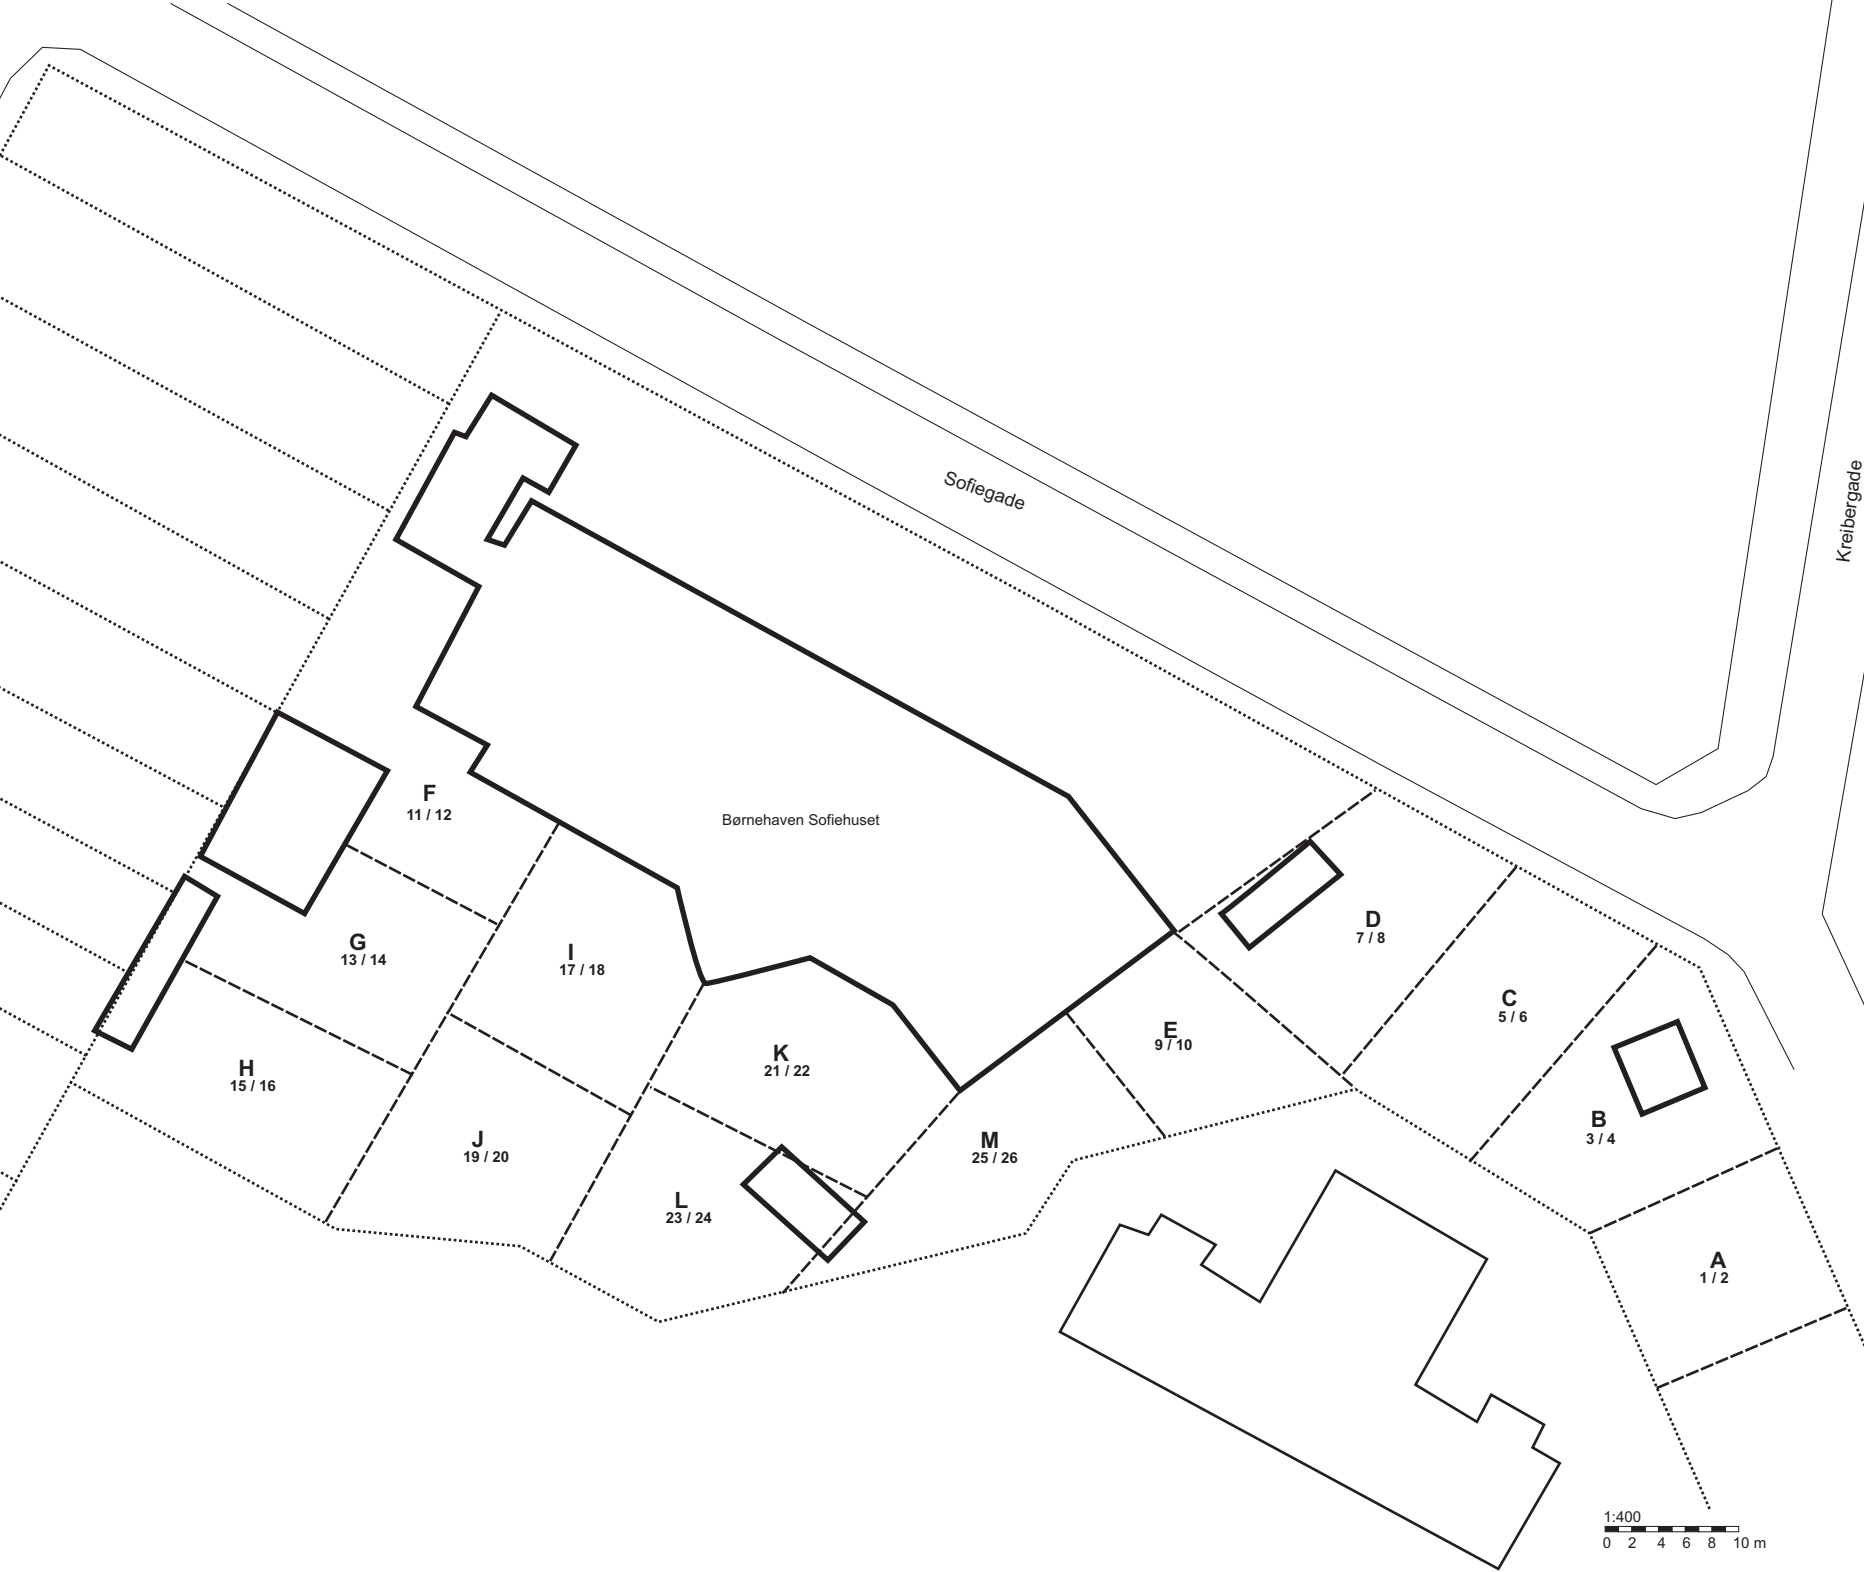 Sofiegade
Kreibergade
F
11 / 12
Børnehaven Sofiehuset
D
7 / 8
G
13 / 14
I
17 / 18
C
5 / 6
E
9 / 10
K
21 / 22
H
15 / 16
B
3 / 4
J
19 / 20
M
25 / 26
L
23 / 24
A
1 / 2
1:400
0 2 4 6 8 10 m